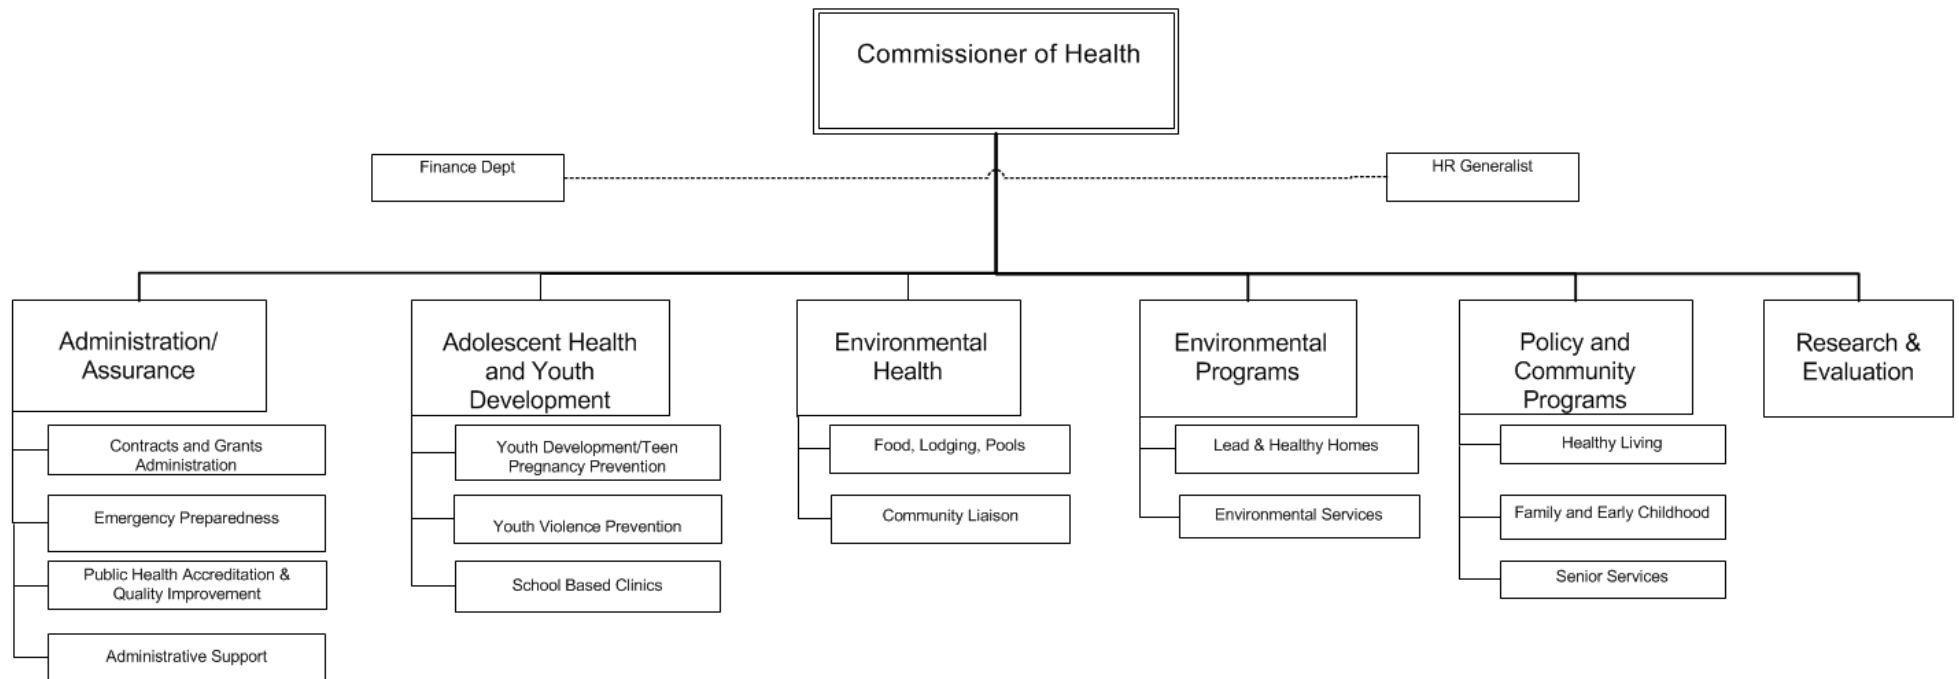 Commissioner of Health
Finance Dept
HR Generalist
Administration/
Assurance
Contracts and Grants
Administration
Emergency Preparedness
Public Health Accreditation &
Quality Improvement
Administrative Support
Adolescent Health
and Youth
Development
Youth Development/Teen
Pregnancy Prevention
Youth Violence Prevention
School Based Clinics
Environmental
Health
Food, Lodging, Pools
Community Liaison
Environmental
Programs
Lead & Healthy Homes
Environmental Services
Policy and
Community
Programs
Healthy Living
Family and Early Childhood
Senior Services
Research &
Evaluation